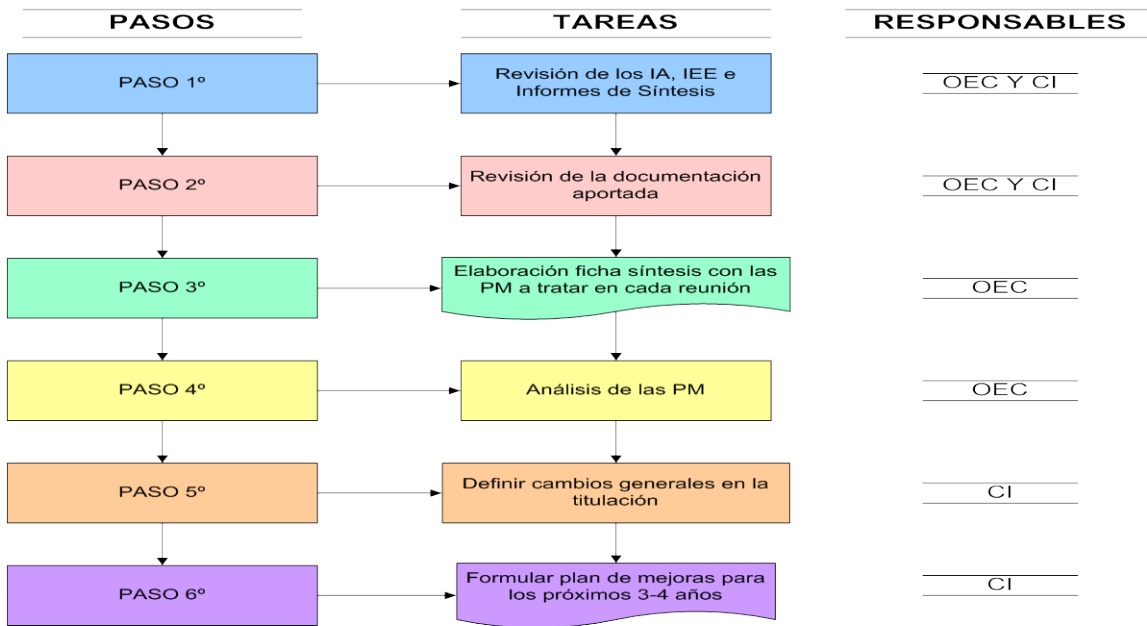 PASOS
TAREAS
RESPONSABLES
PASO 1º
Revisión de los IA, IEE e
Informes de Síntesis
OEC Y CI
PASO 2º
Revisión de la documentación
aportada
OEC Y CI
PASO 3º
Elaboración ficha síntesis con las
PM a tratar en cada reunión
OEC
PASO 4º
Análisis de las PM
OEC
PASO 5º
Definir cambios generales en la
titulación
CI
PASO 6º
Formular plan de mejoras para
los próximos 3-4 años
CI